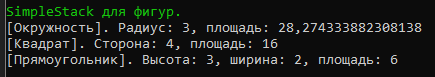 SimpleStack для фигур.
[Окружность]. Радиус: 3, площадь: 28,274333882308138
[Квадрат]. Сторона: 4, площадь: 16
[Прямоугольник]. Высота: 3, ширина: 2, площадь: 6